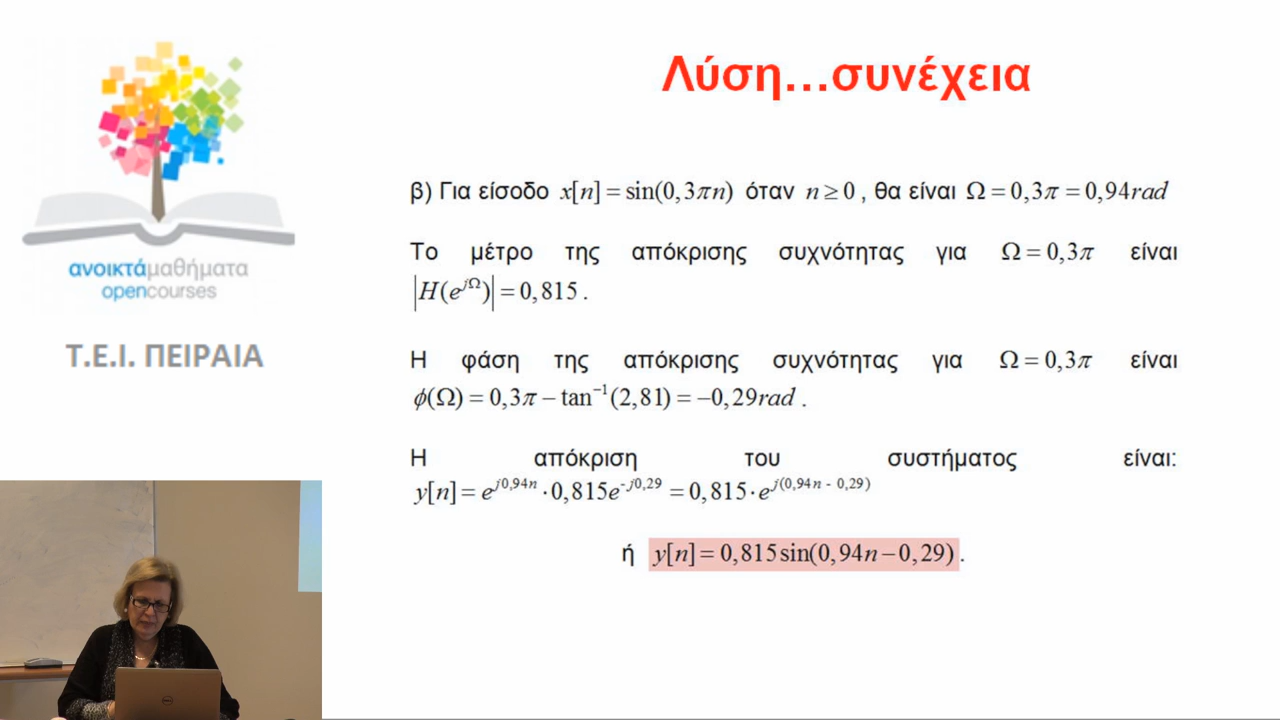 Λύση...συνέχεια
β) Για είσοδο x[n] = sin(0,3πn) όταν n ≥ 0 , θα είναι Ω = 0,3π = 0,94rad
Το μέτρο της απόκρισης συχνότητας για Ω = 0,3π είναι
|H(e^{jΩ})| = 0,815 .
Η φάση της απόκρισης συχνότητας για Ω = 0,3π είναι
ϕ(Ω) = 0,3π − tan⁻¹(2,81) = −0,29rad .
Η απόκριση του συστήματος είναι:
y[n] = e^{j0,94n} · 0,815e^{-j0,29} = 0,815 · e^{j(0,94n - 0,29)}
ή y[n] = 0,815 sin(0,94n − 0,29) .
ανοικτάμαθήματα
opencourses
Τ.Ε.Ι. ΠΕΙΡΑΙΑ